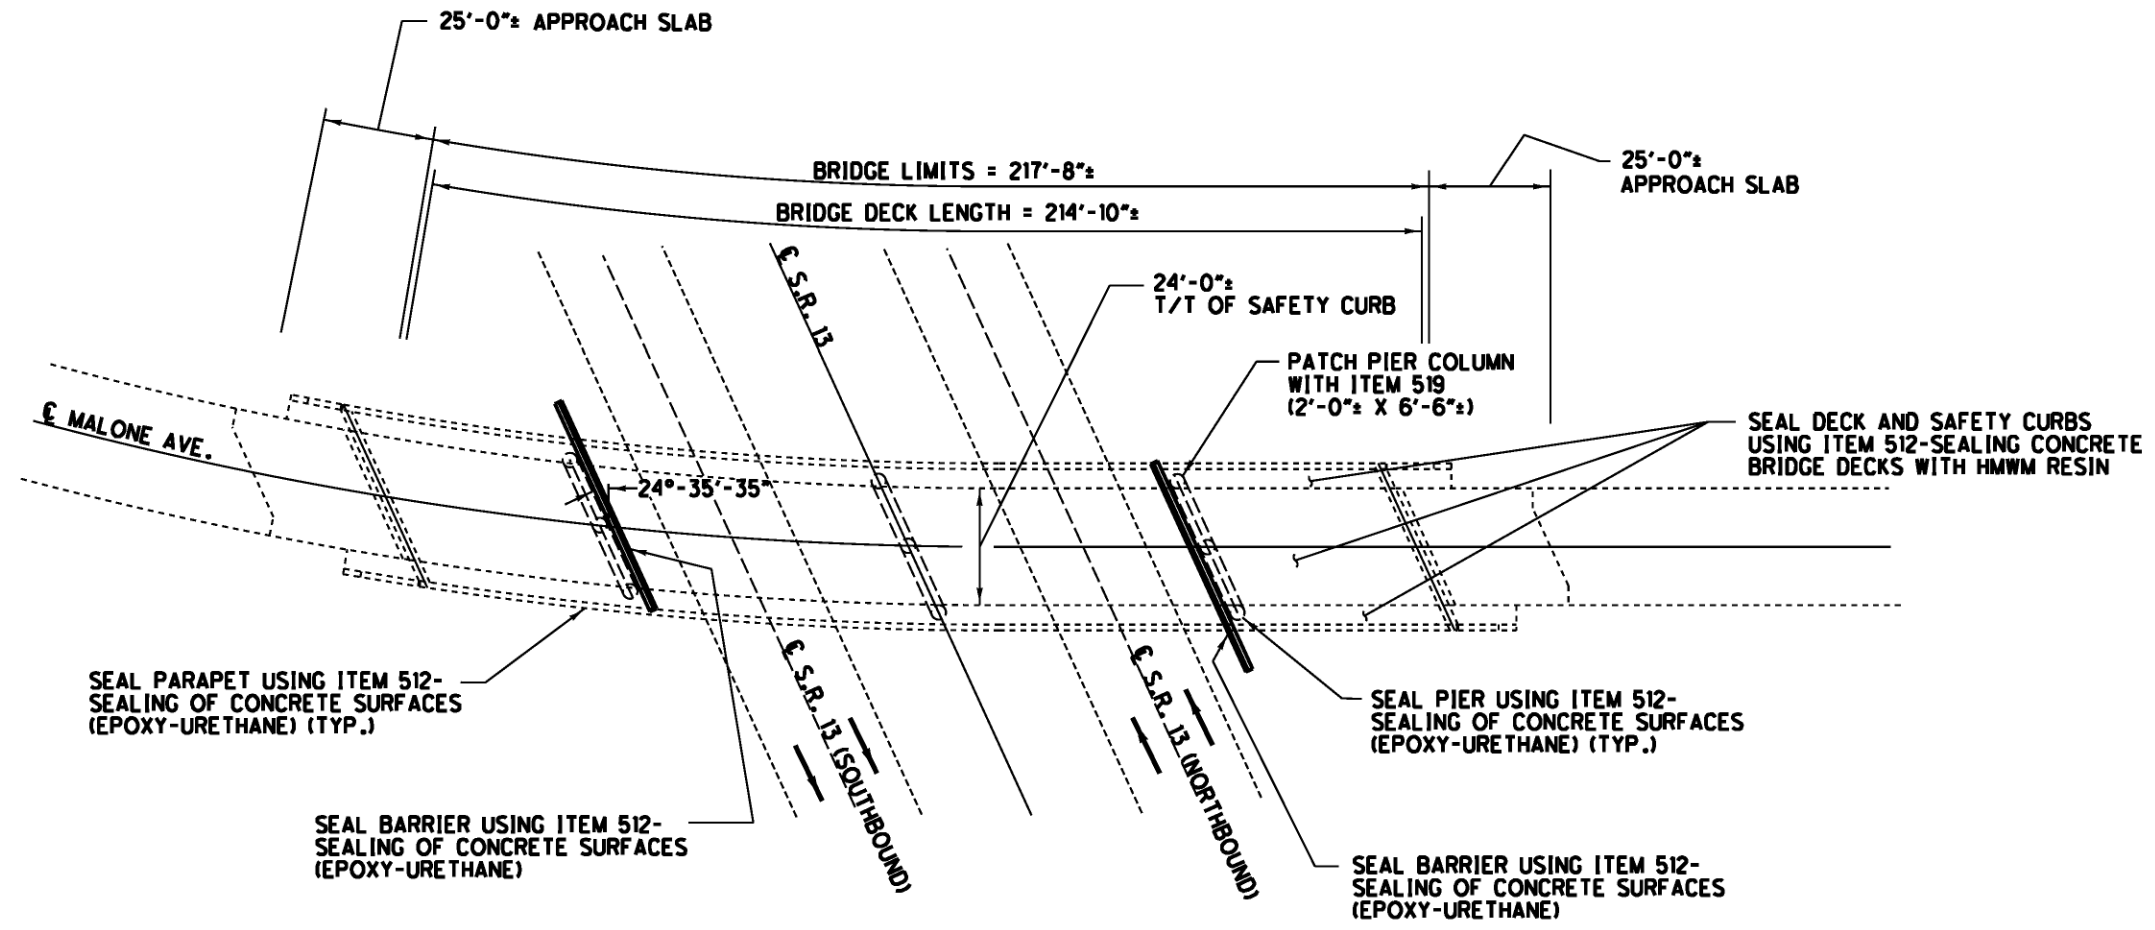 25'-0"± APPROACH SLAB
BRIDGE LIMITS = 217'-8"±
25'-0"±
APPROACH SLAB
BRIDGE DECK LENGTH = 214'-10"±
℄ S.R. 13
24'-0"±
T/T OF SAFETY CURB
PATCH PIER COLUMN
WITH ITEM 519
(2'-0"± X 6'-6"±)
℄ MALONE AVE.
SEAL DECK AND SAFETY CURBS
USING ITEM 512-SEALING CONCRETE
BRIDGE DECKS WITH HMWM RESIN
24°-35'-35"
SEAL PARAPET USING ITEM 512-
SEALING OF CONCRETE SURFACES
(EPOXY-URETHANE) (TYP.)
℄ S.R. 13 (SOUTHBOUND)
℄ S.R. 13 (NORTHBOUND)
SEAL PIER USING ITEM 512-
SEALING OF CONCRETE SURFACES
(EPOXY-URETHANE) (TYP.)
SEAL BARRIER USING ITEM 512-
SEALING OF CONCRETE SURFACES
(EPOXY-URETHANE)
SEAL BARRIER USING ITEM 512-
SEALING OF CONCRETE SURFACES
(EPOXY-URETHANE)